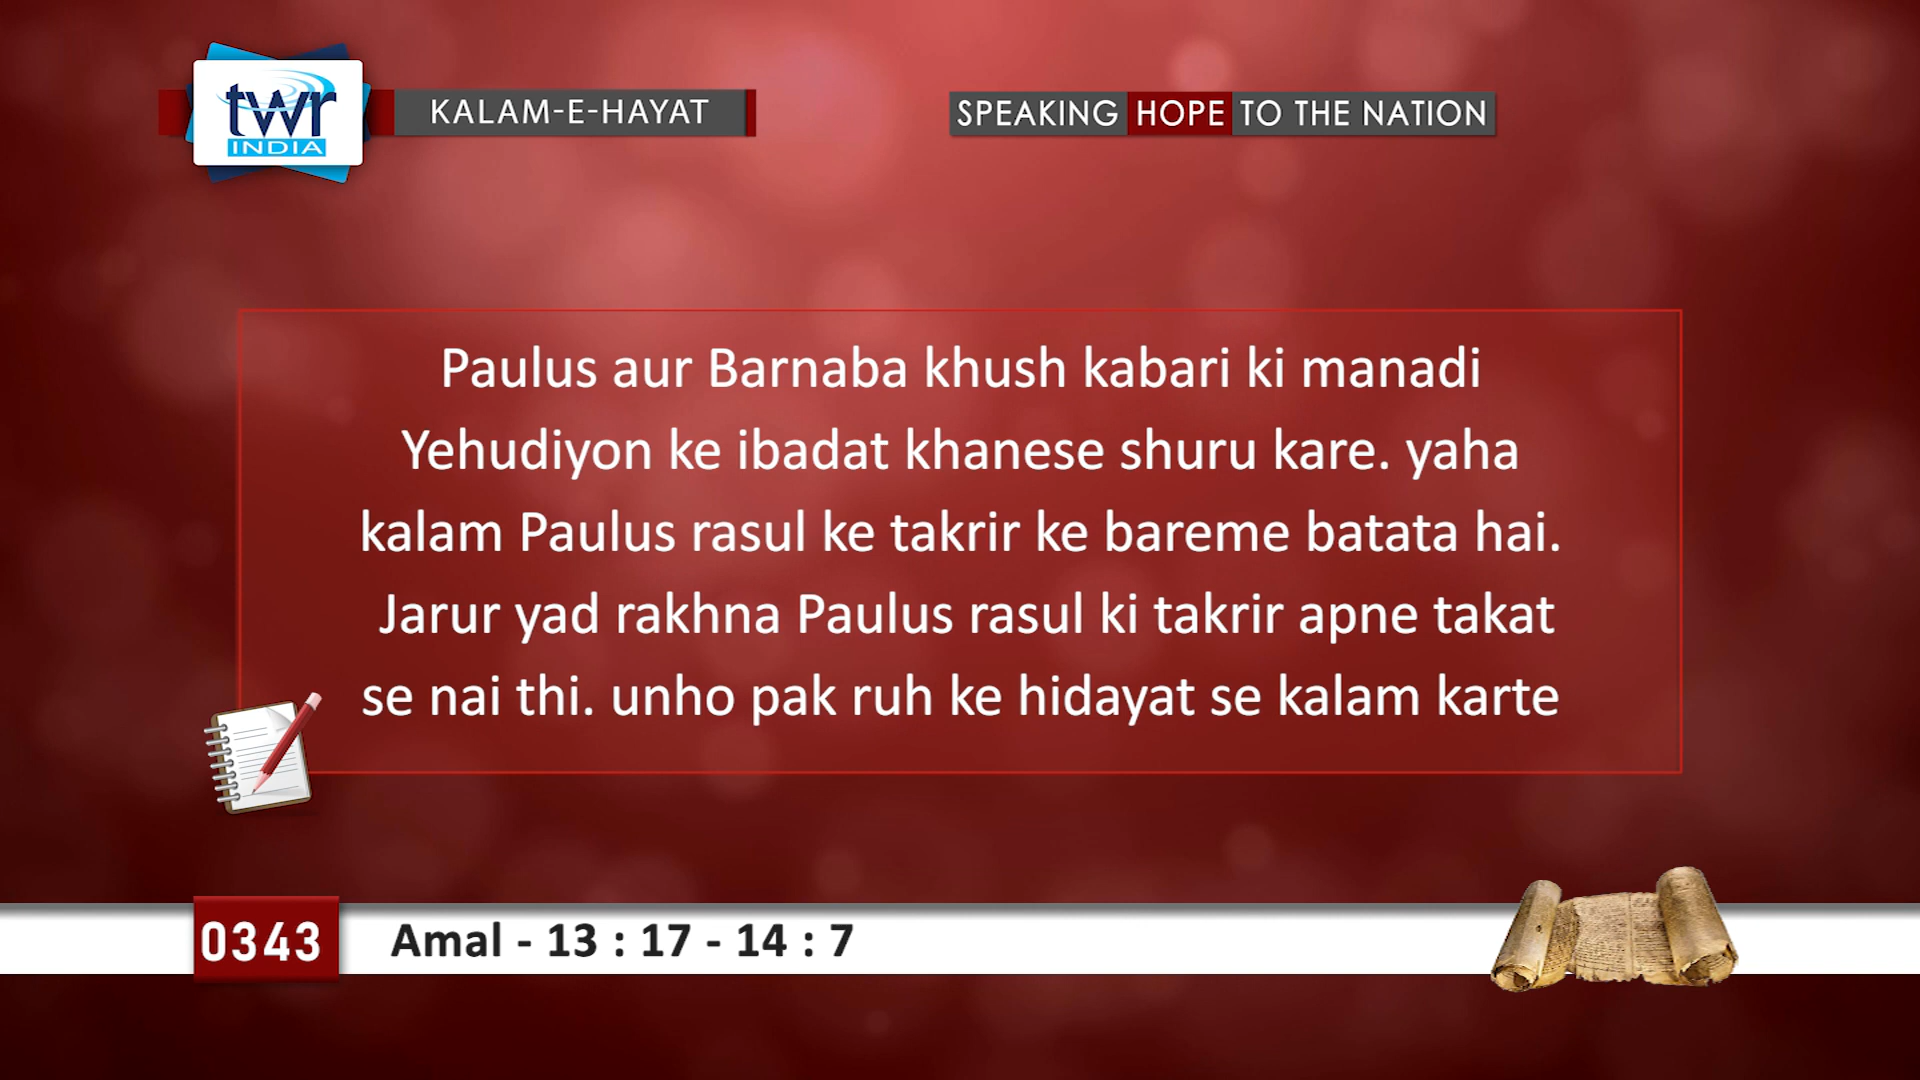 twr
INDIA
KALAM-E-HAYAT
SPEAKING HOPE TO THE NATION
Paulus aur Barnaba khush kabari ki manadi
Yehudiyon ke ibadat khanese shuru kare. yaha
kalam Paulus rasul ke takrir ke bareme batata hai.
Jarur yad rakhna Paulus rasul ki takrir apne takat
se nai thi. unho pak ruh ke hidayat se kalam karte
0343
Amal - 13 : 17 - 14 : 7